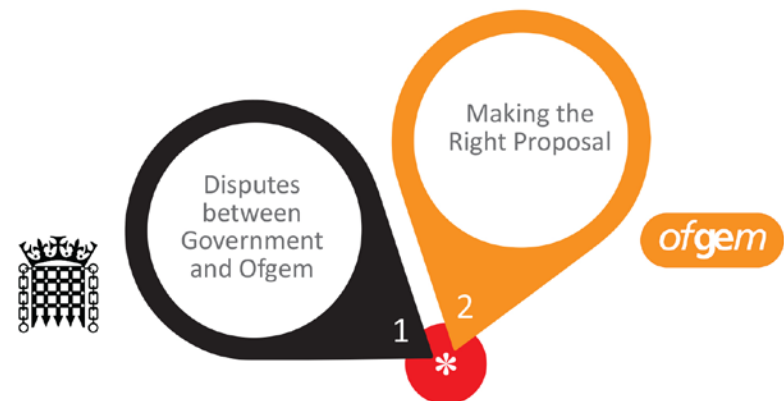 Making the
Right Proposal
Disputes
between
Government
and Ofgem
ofgem
1
2
*